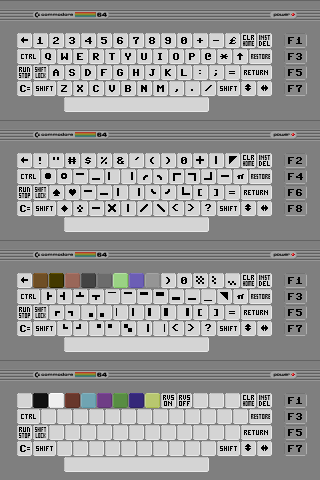 commodore 64 power
← 1 2 3 4 5 6 7 8 9 0 + - £ CLR HOME INST DEL F1
CTRL Q W E R T Y U I O P @ * ↑ RESTORE F3
RUN STOP SHIFT LOCK A S D F G H J K L : ; = RETURN F5
C= SHIFT Z X C V B N M , . / SHIFT F7
commodore 64 power
← ! " # $ % & ' ( ) 0 CLR HOME INST DEL F2
CTRL π RESTORE F4
RUN STOP SHIFT LOCK [ ] = RETURN F6
C= SHIFT < > ? SHIFT F8
commodore 64 power
← ) 0 CLR HOME INST DEL F1
CTRL RESTORE F3
RUN STOP SHIFT LOCK [ ] = RETURN F5
C= SHIFT < > ? SHIFT F7
commodore 64 power
RVS ON RVS OFF F1
CTRL RESTORE F3
RUN STOP SHIFT LOCK RETURN F5
C= SHIFT SHIFT F7